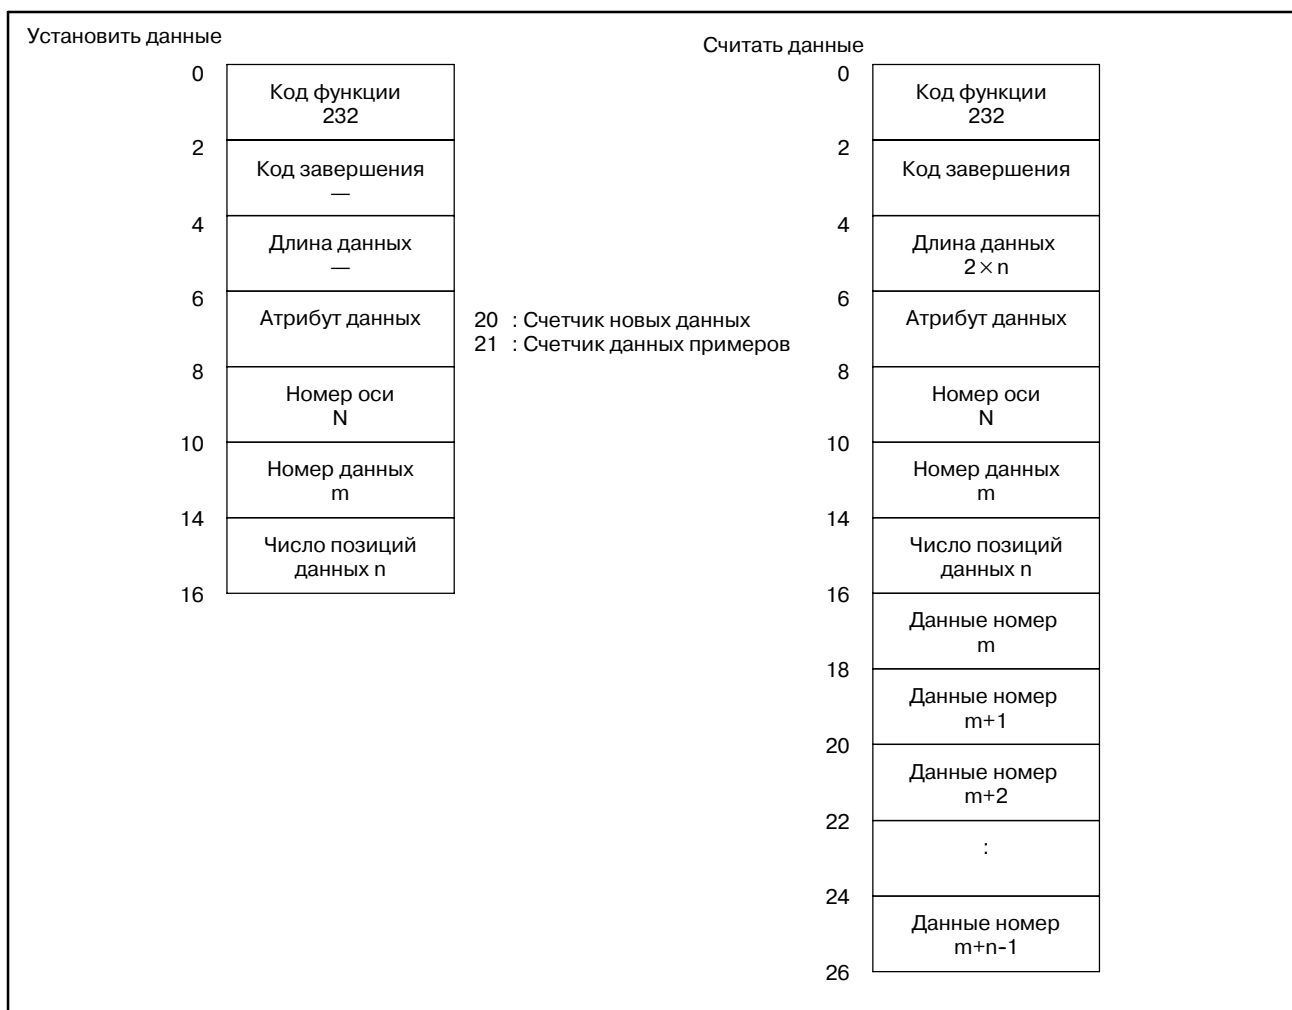 Установить данные
0
Код функции
232
2
Код завершения
—
4
Длина данных
—
6
Атрибут данных
20 : Счетчик новых данных
21 : Счетчик данных примеров
8
Номер оси
N
10
Номер данных
m
14
Число позиций
данных n
16
Считать данные
0
Код функции
232
2
Код завершения
4
Длина данных
2×n
6
Атрибут данных
8
Номер оси
N
10
Номер данных
m
14
Число позиций
данных n
16
Данные номер
m
18
Данные номер
m+1
20
Данные номер
m+2
22
:
24
Данные номер
m+n-1
26